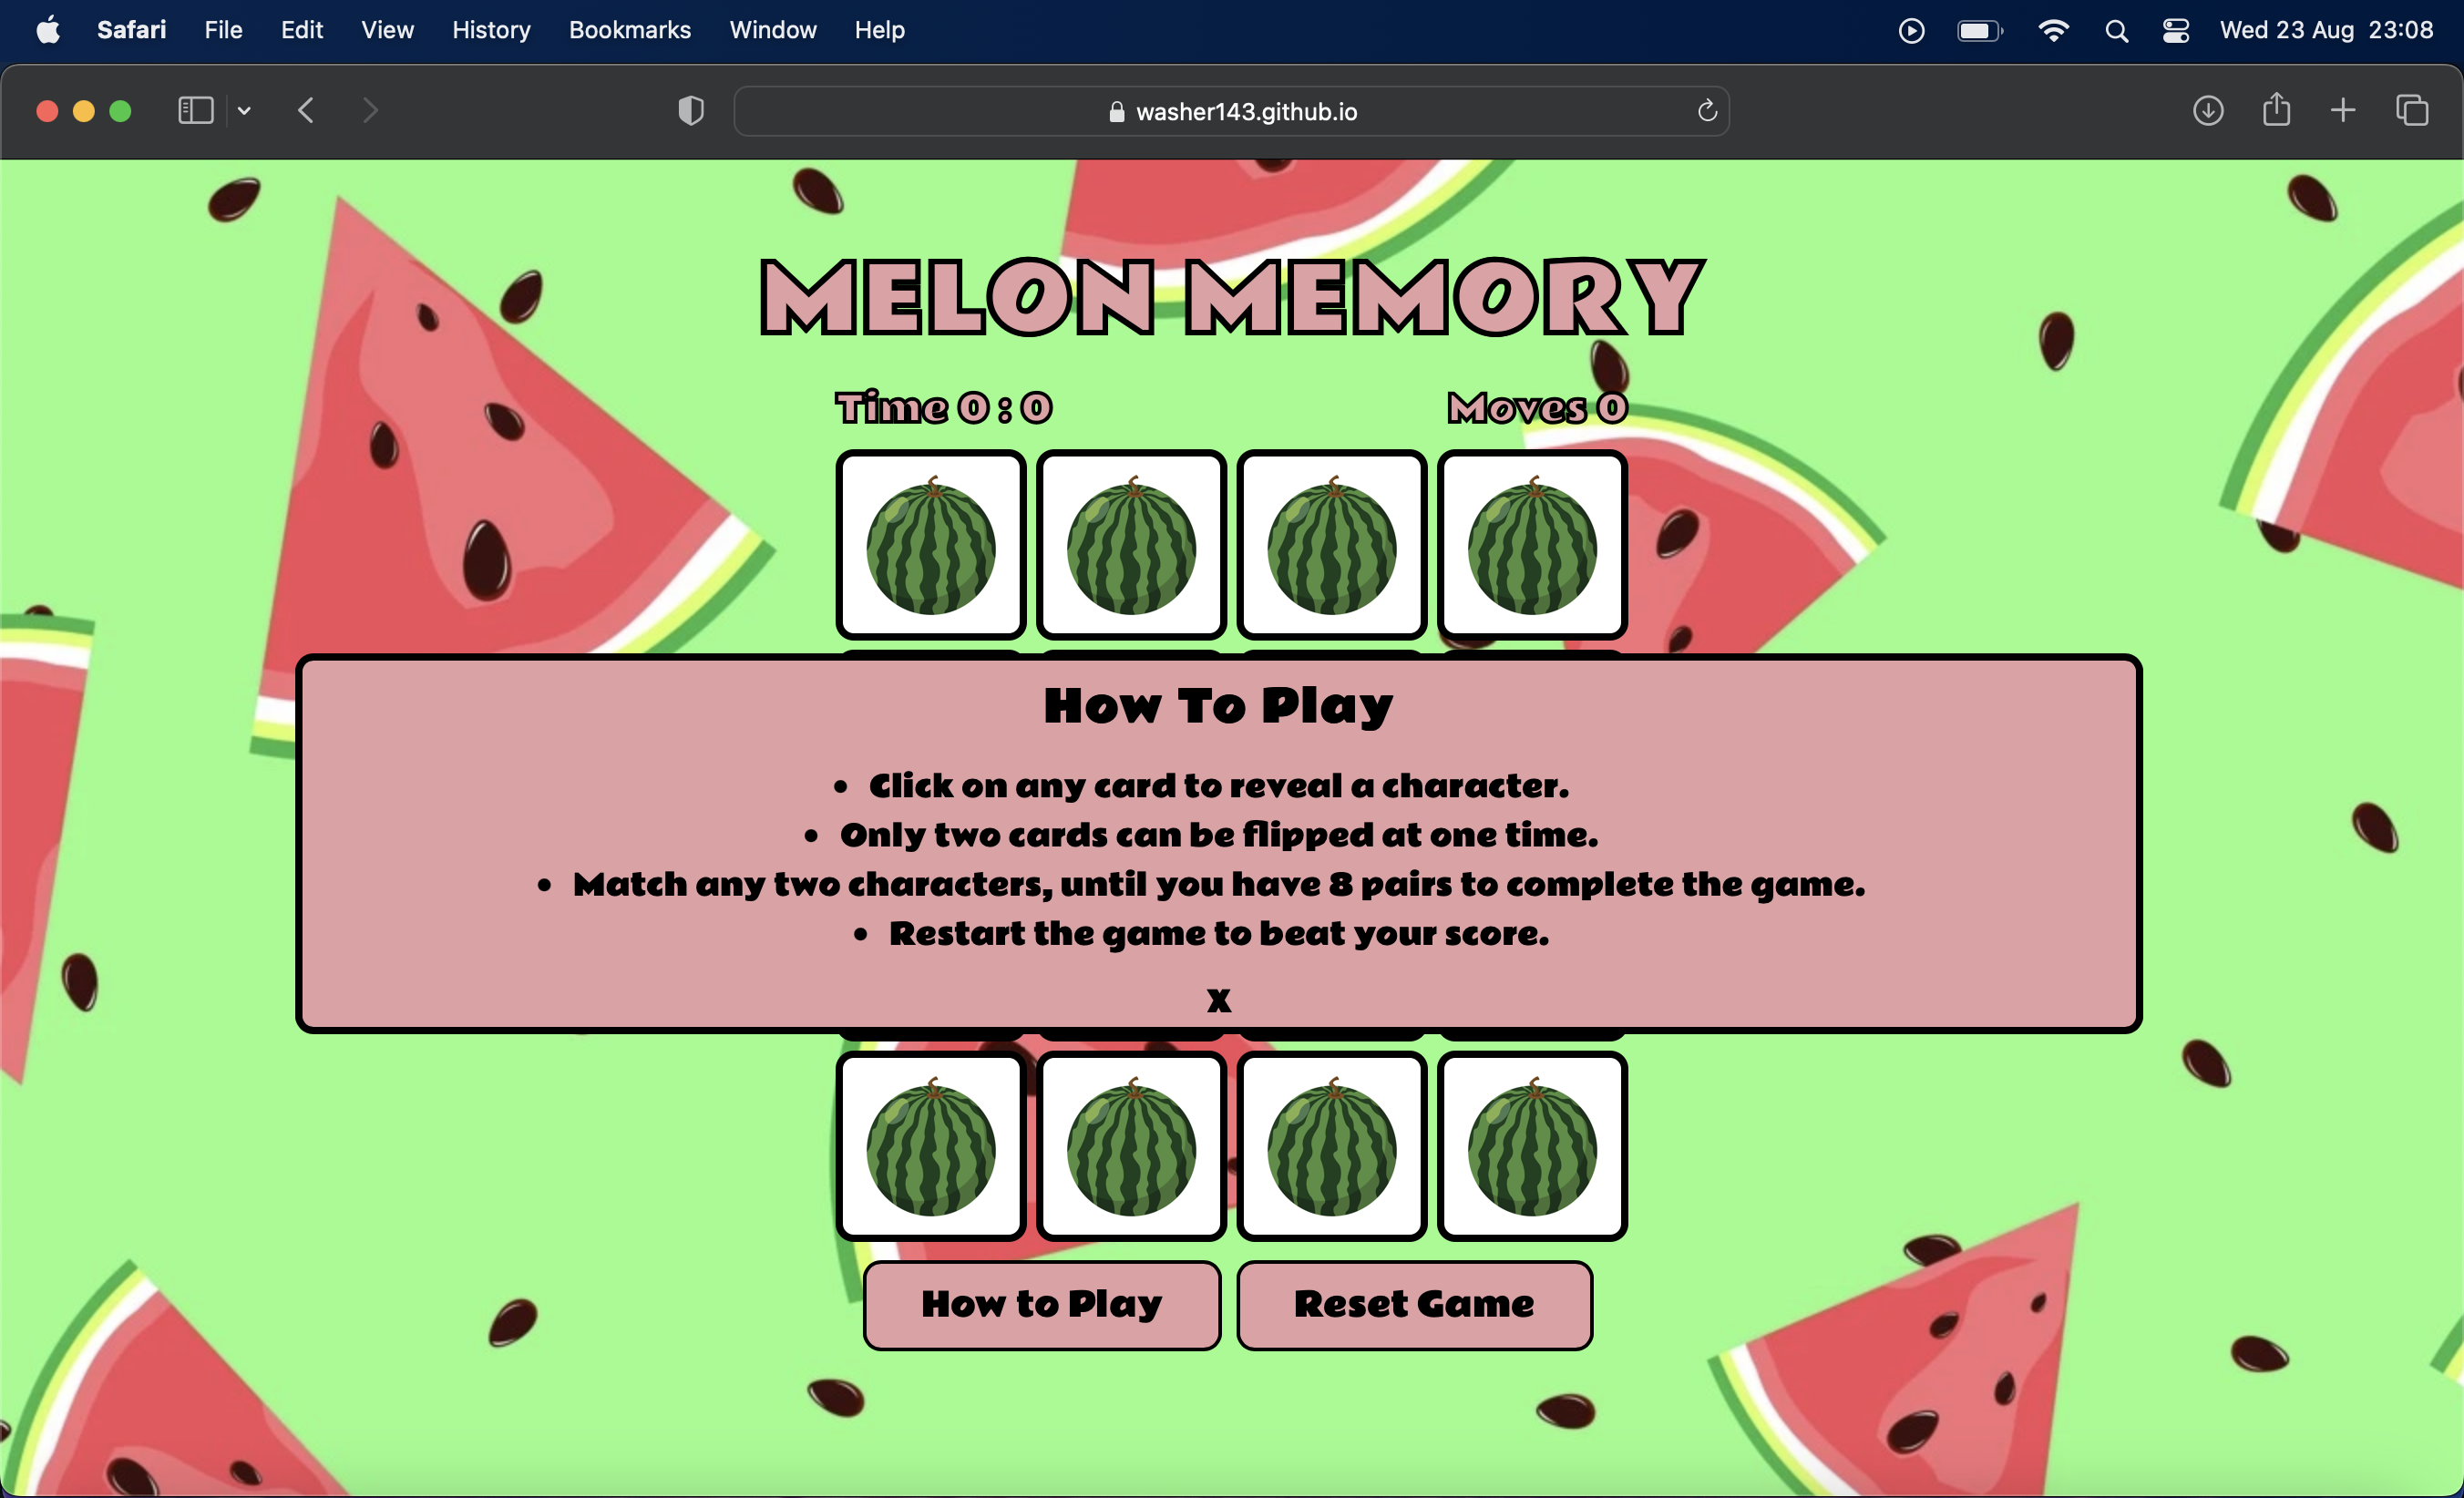 Safari File Edit View History Bookmarks Window Help Wed 23 Aug 23:08
washer143.github.io
MELON MEMORY
Time 0 : 0 Moves 0
How To Play
• Click on any card to reveal a character.
• Only two cards can be flipped at one time.
• Match any two characters, until you have 8 pairs to complete the game.
• Restart the game to beat your score.
X
How to Play Reset Game